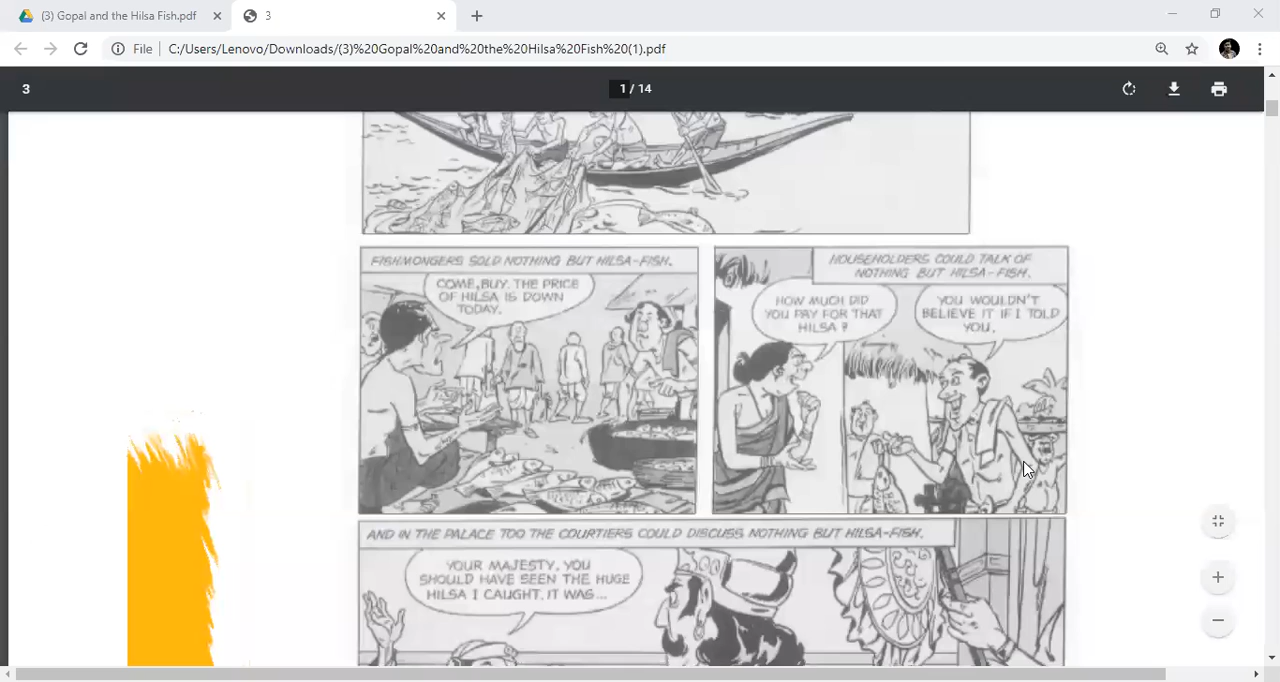 (3) Gopal and the Hilsa Fish.pdf
3
File
C:/Users/Lenovo/Downloads/(3)%20Gopal%20and%20the%20Hilsa%20Fish%20(1).pdf
3
1 / 14
FISHMONGERS SOLD NOTHING BUT HILSA-FISH.
COME, BUY. THE PRICE
OF HILSA IS DOWN
TODAY.
HOUSEHOLDERS COULD TALK OF
NOTHING BUT HILSA-FISH.
HOW MUCH DID
YOU PAY FOR THAT
HILSA ?
YOU WOULDN'T
BELIEVE IT IF I TOLD
YOU.
AND IN THE PALACE TOO THE COURTIERS COULD DISCUSS NOTHING BUT HILSA-FISH.
YOUR MAJESTY, YOU
SHOULD HAVE SEEN THE HUGE
HILSA I CAUGHT. IT WAS...